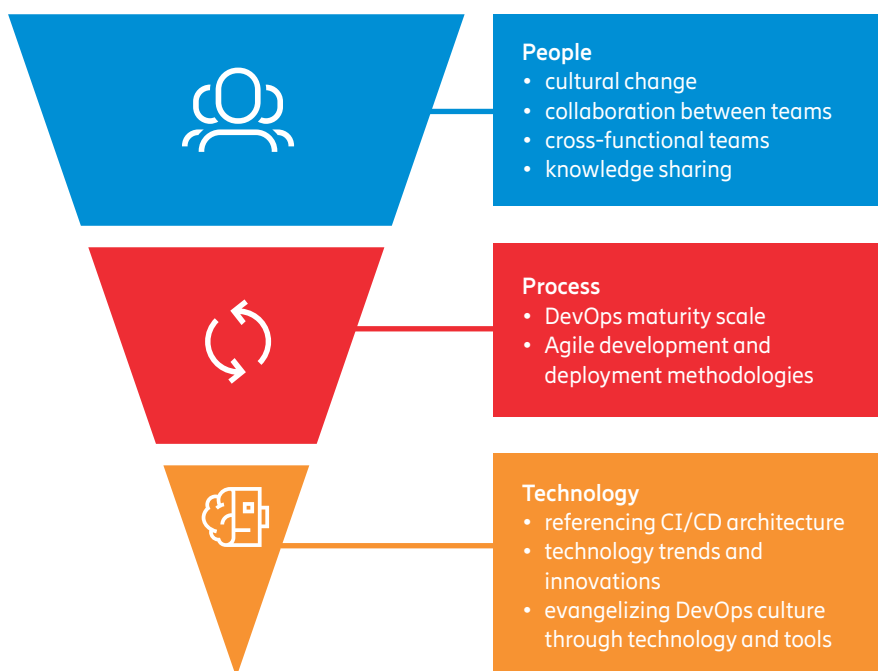 People
• cultural change
• collaboration between teams
• cross-functional teams
• knowledge sharing
Process
• DevOps maturity scale
• Agile development and
deployment methodologies
Technology
• referencing CI/CD architecture
• technology trends and
innovations
• evangelizing DevOps culture
through technology and tools